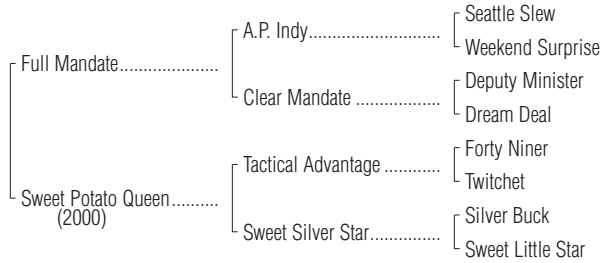 Seattle Slew
A.P. Indy............................
Weekend Surprise
Full Mandate.....................
Deputy Minister
Clear Mandate ..................
Dream Deal
Forty Niner
Tactical Advantage ............
Twitchet
Sweet Potato Queen..........
(2000)
Silver Buck
Sweet Silver Star...............
Sweet Little Star